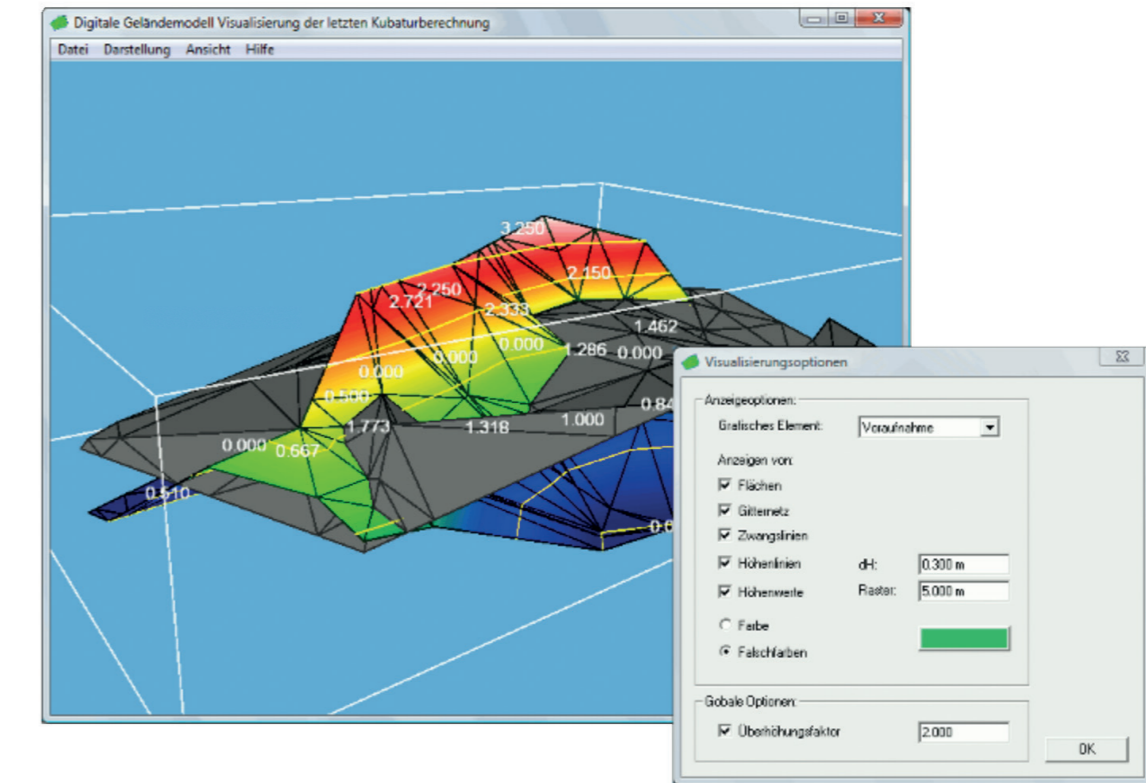 Digitale Geländemodell Visualisierung der letzten Kubaturberechnung
Datei Darstellung Ansicht Hilfe
3.250
2.150
2.250
2.721
2.333
1.462
0.000
0.000
1.286 0.000
0.000
0.500
1.000
1.773
1.318
0.000
0.667
0.510
Visualisierungsoptionen
Anzeigeoptionen:
Grafisches Element: Voraufnahme
Anzeigen von:
Flächen
Gitternetz
Zwangslinien
Höhenlinien dH: 0.300 m
Höhenwerte Raster: 5.000 m
Farbe
Falschfarben
Gobale Optionen:
Überhöhungsfaktor 2.000
OK